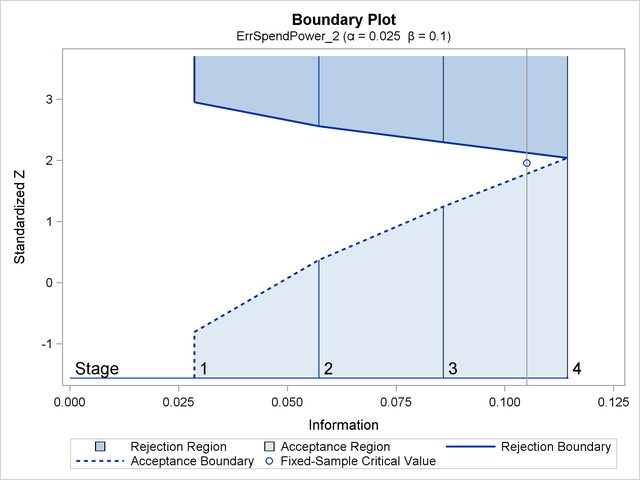 Boundary Plot
ErrSpendPower_2 (α = 0.025 β = 0.1)
Standardized Z
3
2
1
0
-1
Stage 1 2 3 4
0.000 0.025 0.050 0.075 0.100 0.125
Information
Rejection Region Acceptance Region Rejection Boundary
Acceptance Boundary Fixed-Sample Critical Value